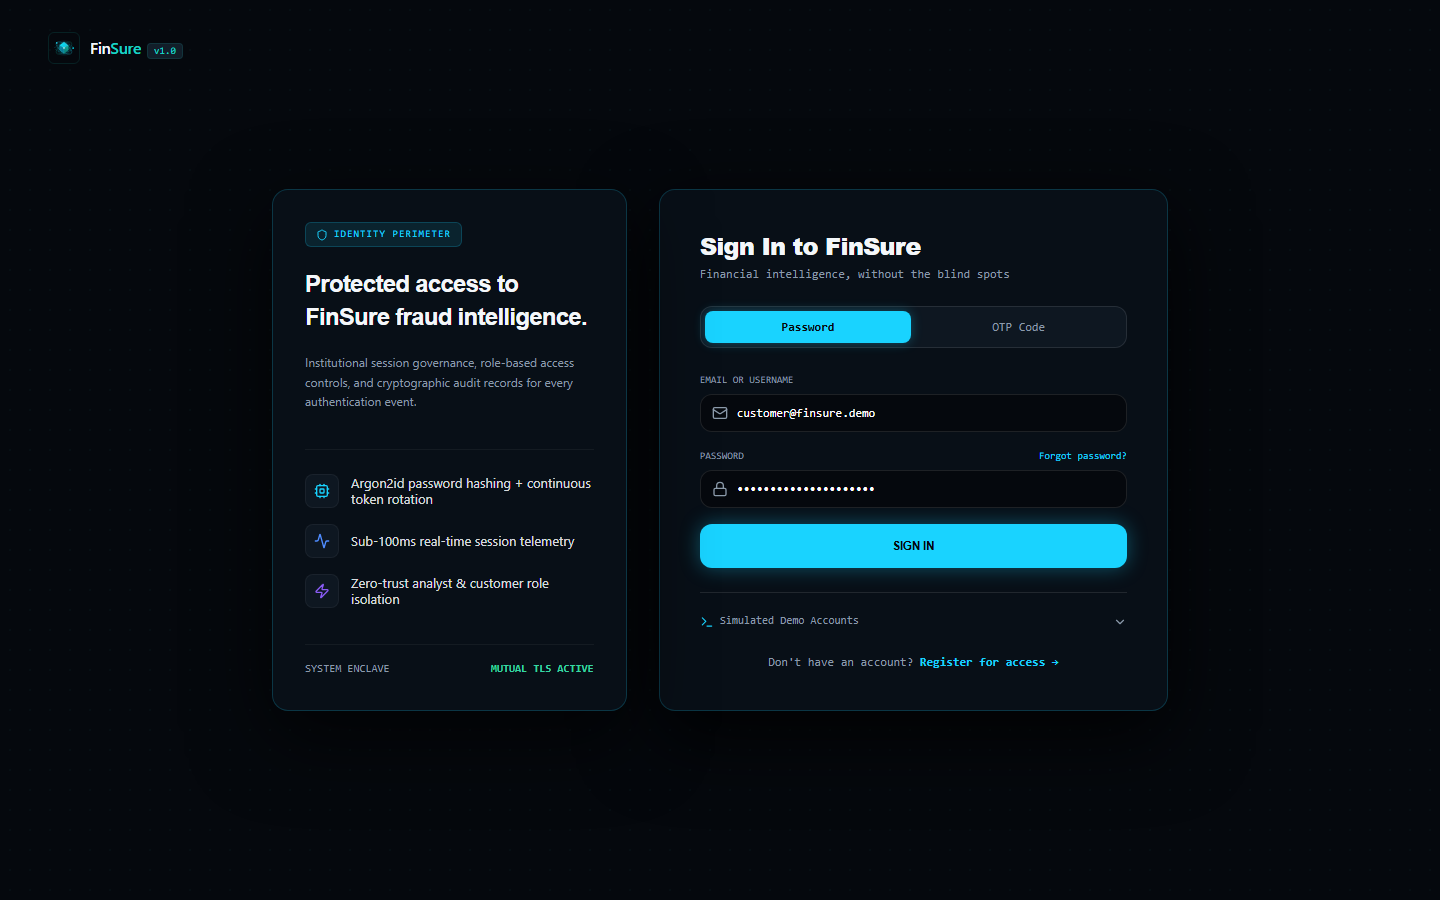 FinSure v1.0
IDENTITY PERIMETER
Protected access to
FinSure fraud intelligence.
Institutional session governance, role-based access
controls, and cryptographic audit records for every
authentication event.
Argon2id password hashing + continuous
token rotation
Sub-100ms real-time session telemetry
Zero-trust analyst & customer role
isolation
SYSTEM ENCLAVE
MUTUAL TLS ACTIVE
Sign In to FinSure
Financial intelligence, without the blind spots
Password
OTP Code
EMAIL OR USERNAME
customer@finsure.demo
PASSWORD
Forgot password?
•••••••••••••••••••••
SIGN IN
Simulated Demo Accounts
Don't have an account? Register for access →